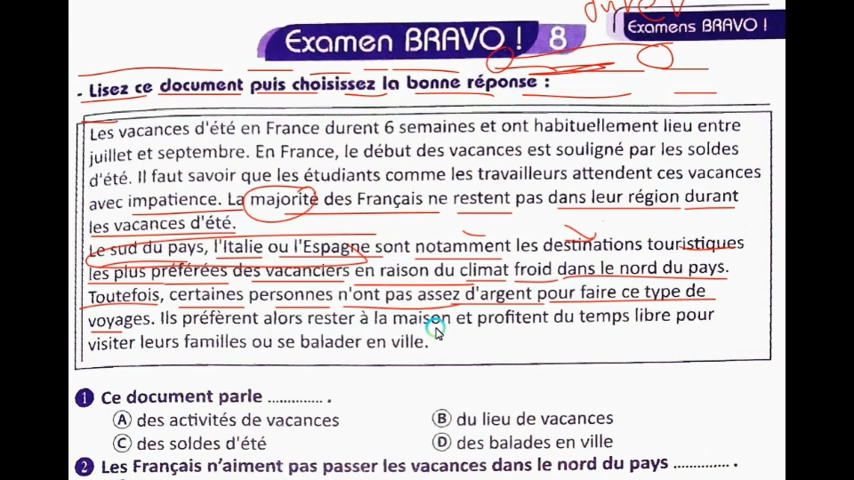 durer
Examen BRAVO ! 8
Examens BRAVO !
- Lisez ce document puis choisissez la bonne réponse :
Les vacances d'été en France durent 6 semaines et ont habituellement lieu entre
juillet et septembre. En France, le début des vacances est souligné par les soldes
d'été. Il faut savoir que les étudiants comme les travailleurs attendent ces vacances
avec impatience. La majorité des Français ne restent pas dans leur région durant
les vacances d'été.
Le sud du pays, l'Italie ou l'Espagne sont notamment les destinations touristiques
les plus préférées des vacanciers en raison du climat froid dans le nord du pays.
Toutefois, certaines personnes n'ont pas assez d'argent pour faire ce type de
voyages. Ils préfèrent alors rester à la maison et profitent du temps libre pour
visiter leurs familles ou se balader en ville.
1 Ce document parle ............. .
A des activités de vacances B du lieu de vacances
C des soldes d'été D des balades en ville
2 Les Français n'aiment pas passer les vacances dans le nord du pays ............. .